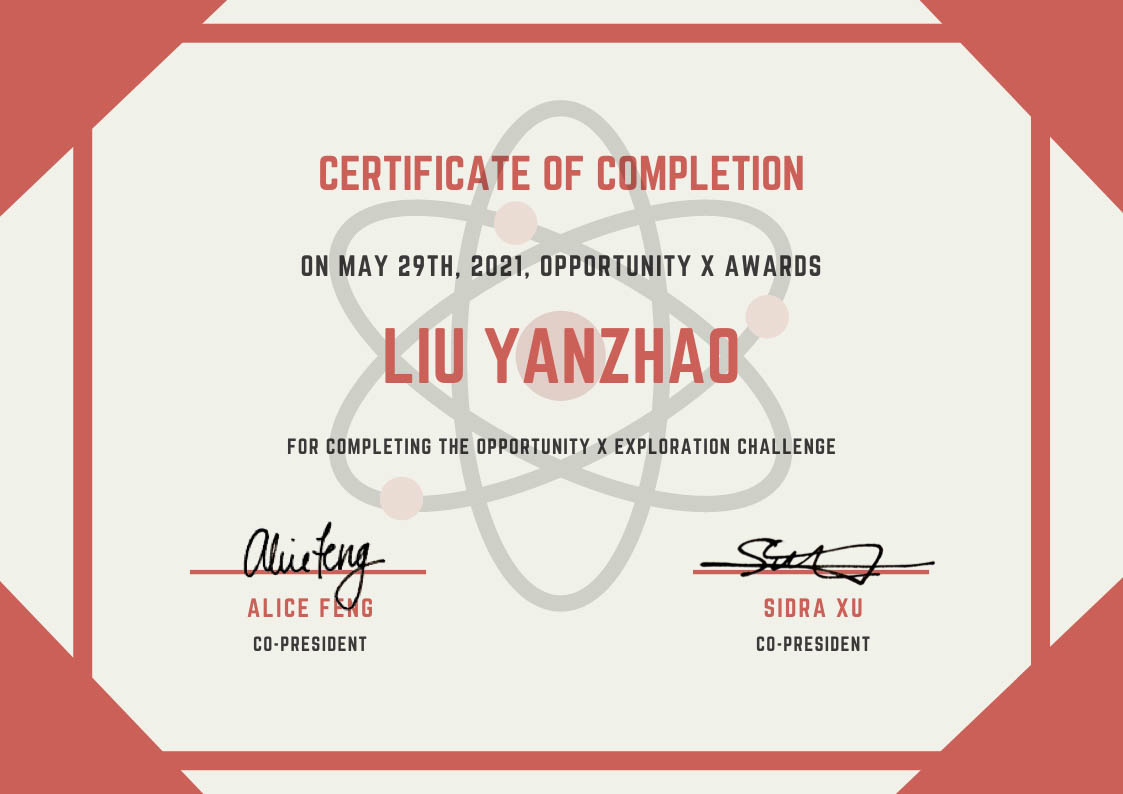 CERTIFICATE OF COMPLETION
ON MAY 29TH, 2021, OPPORTUNITY X AWARDS
LIU YANZHAO
FOR COMPLETING THE OPPORTUNITY X EXPLORATION CHALLENGE
Alice Feng
ALICE FENG
CO-PRESIDENT
SIDRA XU
CO-PRESIDENT